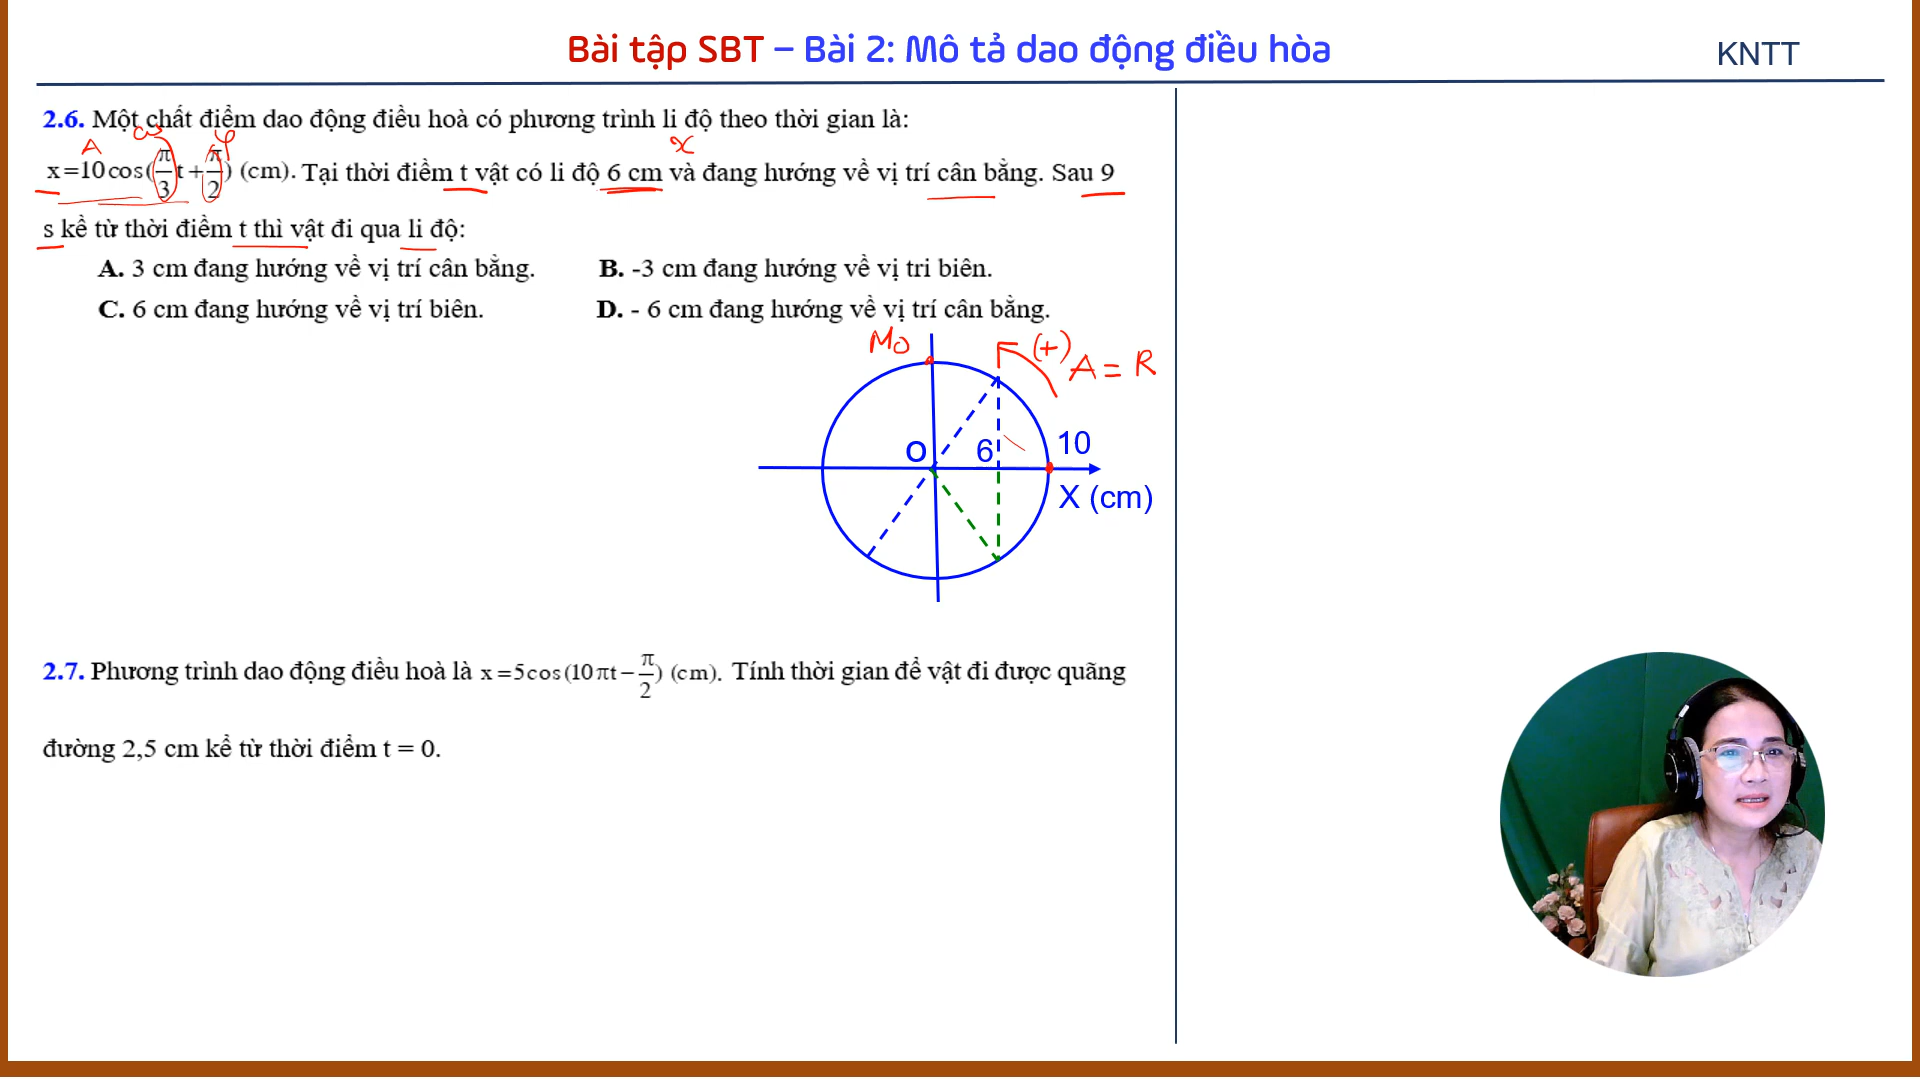 Bài tập SBT – Bài 2: Mô tả dao động điều hòa
KNTT
2.6. Một chất điểm dao động điều hoà có phương trình li độ theo thời gian là:
A ω φ x
x=10cos(π/3 t+π/2) (cm). Tại thời điểm t vật có li độ 6 cm và đang hướng về vị trí cân bằng. Sau 9
s kể từ thời điểm t thì vật đi qua li độ:
A. 3 cm đang hướng về vị trí cân bằng.
B. -3 cm đang hướng về vị tri biên.
C. 6 cm đang hướng về vị trí biên.
D. - 6 cm đang hướng về vị trí cân bằng.
M0
(+)
A = R
O
6
10
X (cm)
2.7. Phương trình dao động điều hoà là x=5cos(10πt−π/2) (cm). Tính thời gian để vật đi được quãng
đường 2,5 cm kể từ thời điểm t = 0.